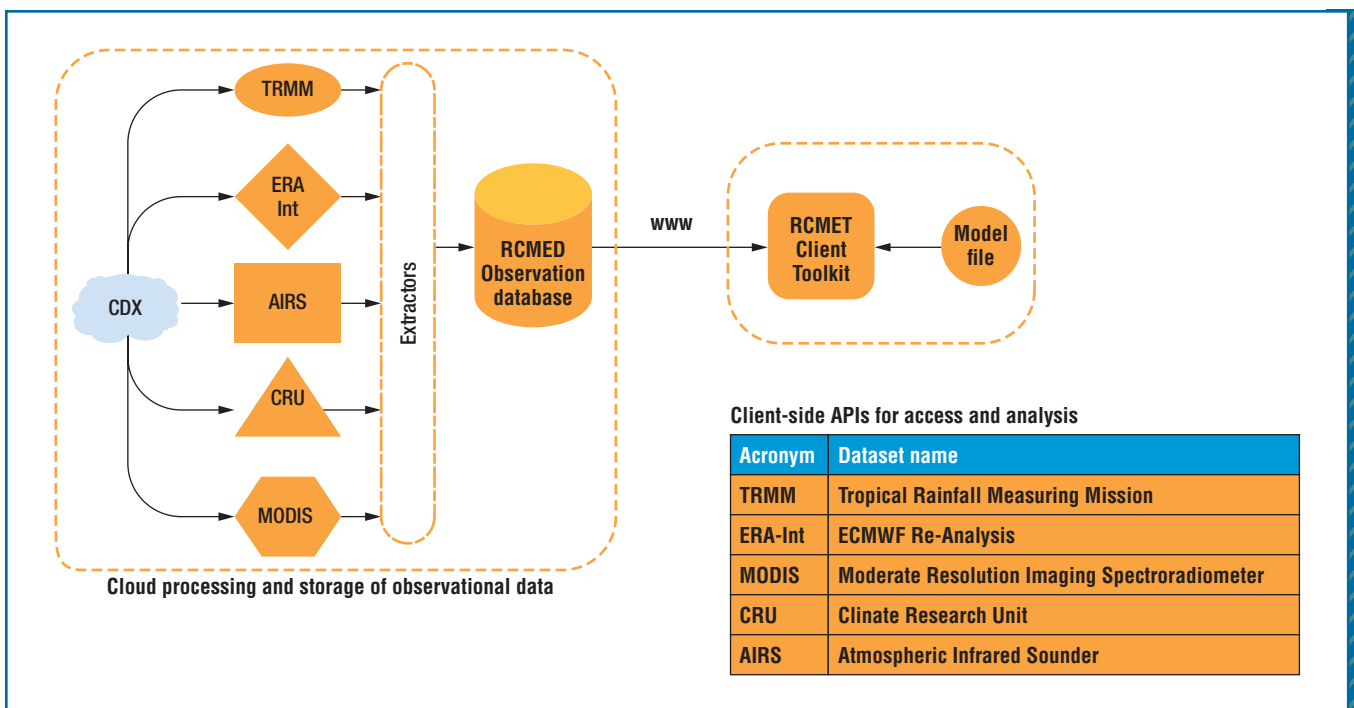 TRMM
ERA
Int
AIRS
CRU
MODIS
CDX
Extractors
RCMED
Observation
database
Cloud processing and storage of observational data
WWW
RCMET
Client
Toolkit
Model
file
Client-side APIs for access and analysis
Acronym Dataset name
TRMM Tropical Rainfall Measuring Mission
ERA-Int ECMWF Re-Analysis
MODIS Moderate Resolution Imaging Spectroradiometer
CRU Clinate Research Unit
AIRS Atmospheric Infrared Sounder